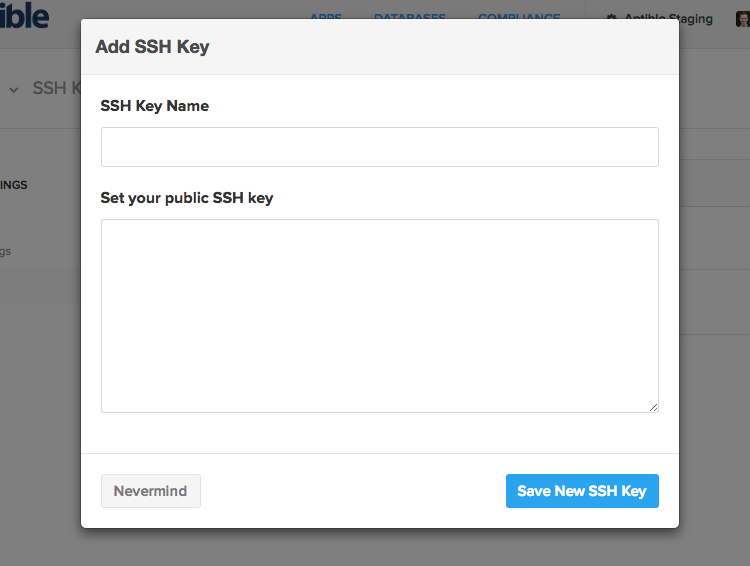 ible
APPS DATABASES COMPLIANCE Aptible Staging
SSH K
Add SSH Key
SSH Key Name
INGS
Set your public SSH key
gs
Nevermind
Save New SSH Key